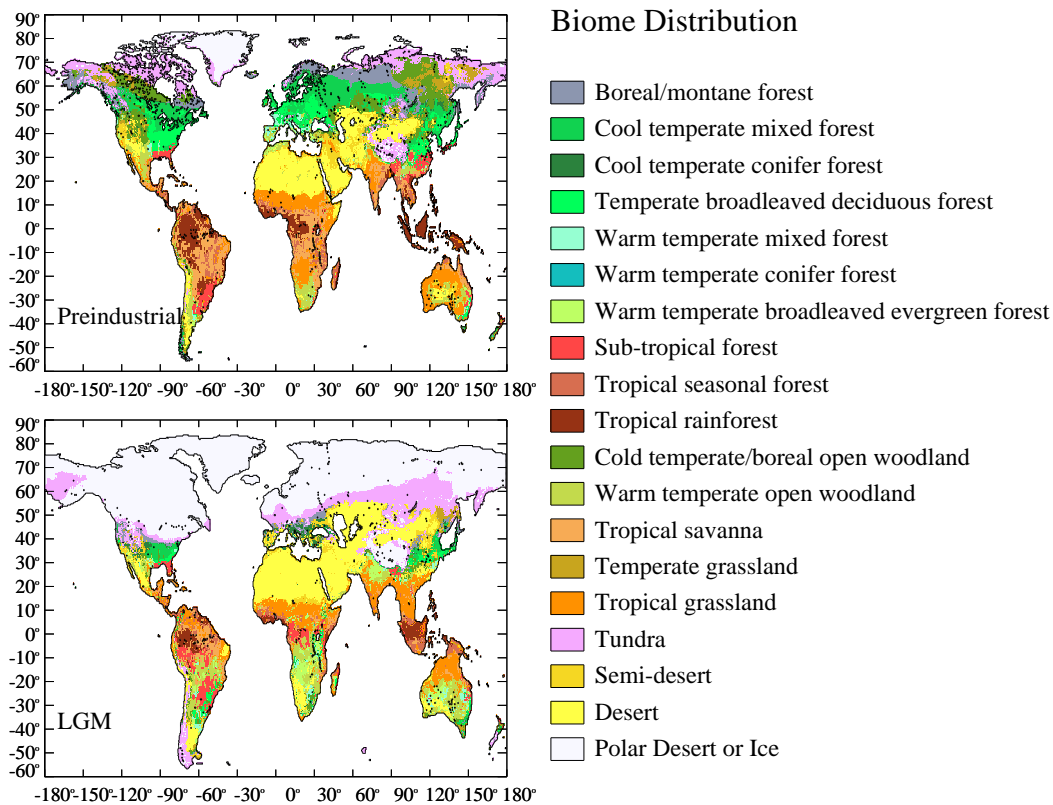 Biome Distribution
90°
80°
70°
60°
50°
40°
30°
20°
10°
0°
-10°
-20°
-30°
-40°
-50°
-60°
Preindustrial
-180° -150° -120° -90° -60° -30° 0° 30° 60° 90° 120° 150° 180°
90°
80°
70°
60°
50°
40°
30°
20°
10°
0°
-10°
-20°
-30°
-40°
-50°
-60°
LGM
-180° -150° -120° -90° -60° -30° 0° 30° 60° 90° 120° 150° 180°
Boreal/montane forest
Cool temperate mixed forest
Cool temperate conifer forest
Temperate broadleaved deciduous forest
Warm temperate mixed forest
Warm temperate conifer forest
Warm temperate broadleaved evergreen forest
Sub-tropical forest
Tropical seasonal forest
Tropical rainforest
Cold temperate/boreal open woodland
Warm temperate open woodland
Tropical savanna
Temperate grassland
Tropical grassland
Tundra
Semi-desert
Desert
Polar Desert or Ice